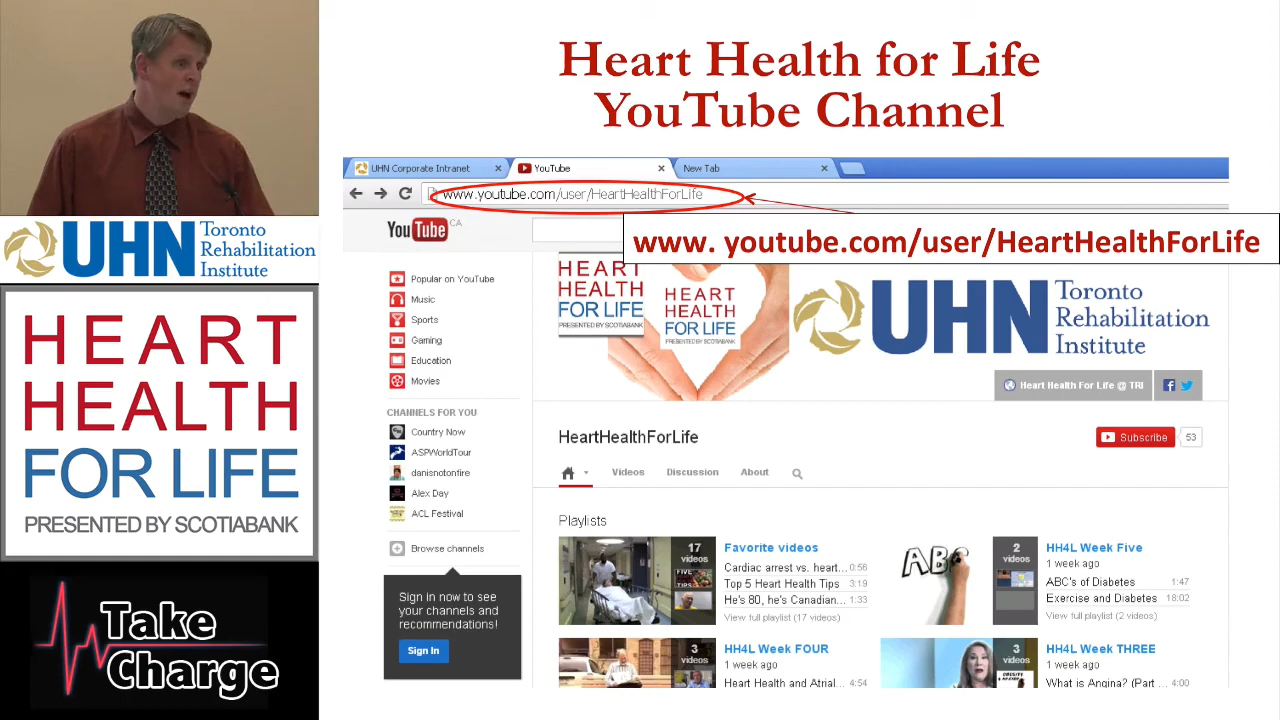 Heart Health for Life
YouTube Channel
UHN Corporate Intranet
YouTube
New Tab
www.youtube.com/user/HeartHealthForLife
www. youtube.com/user/HeartHealthForLife
YouTube CA
Popular on YouTube
Music
Sports
Gaming
Education
Movies
CHANNELS FOR YOU
Country Now
ASPWorldTour
danisnotonfire
Alex Day
ACL Festival
Browse channels
Sign in now to see
your channels and
recommendations!
Sign In
HEART
HEALTH
FOR LIFE
PRESENTED BY SCOTIABANK
HEART
HEALTH
FOR LIFE
PRESENTED BY SCOTIABANK
UHN
Toronto
Rehabilitation
Institute
Heart Health For Life @ TRI
HeartHealthForLife
Subscribe 53
Videos
Discussion
About
Playlists
17
videos
Favorite videos
Cardiac arrest vs. heart... 0:56
Top 5 Heart Health Tips 3:19
He's 80, he's Canadian... 1:33
View full playlist (17 videos)
ABC
2
videos
HH4L Week Five
1 week ago
ABC's of Diabetes 1:47
Exercise and Diabetes 18:02
View full playlist (2 videos)
3
videos
HH4L Week FOUR
1 week ago
Heart Health and Atrial... 4:54
3
videos
HH4L Week THREE
1 week ago
What is Angina? (Part ... 4:00
UHN
Toronto
Rehabilitation
Institute
HEART
HEALTH
FOR LIFE
PRESENTED BY SCOTIABANK
Take
Charge